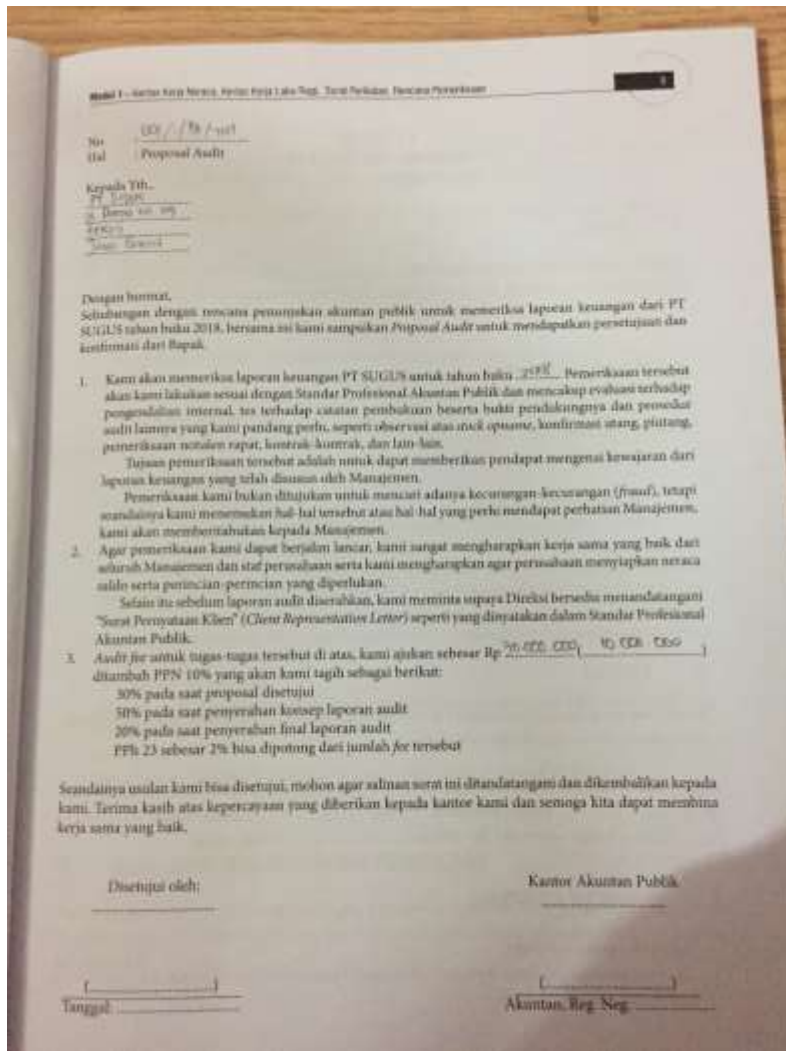 Modul 1 – Kertas Kerja Neraca, Kertas Kerja Laba Rugi, Surat Perikatan, Rencana Pemeriksaan
No :
Hal : Proposal Audit
Kepada Yth.,
PT SUGUS
Dengan hormat,
Sehubungan dengan rencana penunjukan akuntan publik untuk memeriksa laporan keuangan dari PT
SUGUS tahun buku 2018, bersama ini kami sampaikan Proposal Audit untuk mendapatkan persetujuan dan
konfirmasi dari Bapak.
1. Kami akan memeriksa laporan keuangan PT SUGUS untuk tahun buku 2018. Pemeriksaan tersebut
akan kami lakukan sesuai dengan Standar Profesional Akuntan Publik dan mencakup evaluasi terhadap
pengendalian internal, tes terhadap catatan pembukuan beserta bukti pendukungnya dan prosedur
audit lainnya yang kami pandang perlu, seperti observasi atas stock opname, konfirmasi utang, piutang,
pemeriksaan notulen rapat, kontrak-kontrak, dan lain-lain.
Tujuan pemeriksaan tersebut adalah untuk dapat memberikan pendapat mengenai kewajaran dari
laporan keuangan yang telah disusun oleh Manajemen.
Pemeriksaan kami bukan ditujukan untuk mencari adanya kecurangan-kecurangan (fraud), tetapi
seandainya kami menemukan hal-hal tersebut atau hal-hal yang perlu mendapat perhatian Manajemen,
kami akan memberitahukan kepada Manajemen.
2. Agar pemeriksaan kami dapat berjalan lancar, kami sangat mengharapkan kerja sama yang baik dari
seluruh Manajemen dan staf perusahaan serta kami mengharapkan agar perusahaan menyiapkan neraca
saldo serta perincian-perincian yang diperlukan.
Selain itu sebelum laporan audit diserahkan, kami meminta supaya Direksi bersedia menandatangani
"Surat Pernyataan Klien" (Client Representation Letter) seperti yang dinyatakan dalam Standar Profesional
Akuntan Publik.
3. Audit fee untuk tugas-tugas tersebut di atas, kami ajukan sebesar Rp ( )
ditambah PPN 10% yang akan kami tagih sebagai berikut:
30% pada saat proposal disetujui
50% pada saat penyerahan konsep laporan audit
20% pada saat penyerahan final laporan audit
PPh 23 sebesar 2% bisa dipotong dari jumlah fee tersebut
Seandainya usulan kami bisa disetujui, mohon agar salinan surat ini ditandatangani dan dikembalikan kepada
kami. Terima kasih atas kepercayaan yang diberikan kepada kantor kami dan semoga kita dapat membina
kerja sama yang baik.
Disetujui oleh: Kantor Akuntan Publik
(....................) (....................)
Tanggal: Akuntan, Reg. Neg.